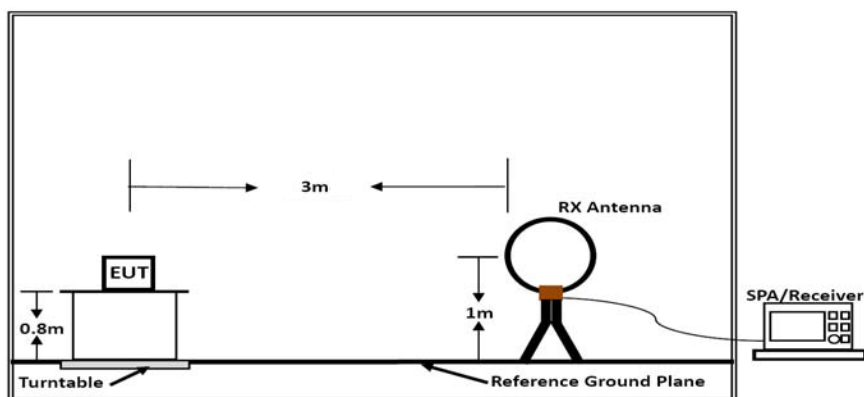 3m
RX Antenna
EUT
SPA/Receiver
0.8m
1m
Turntable
Reference Ground Plane